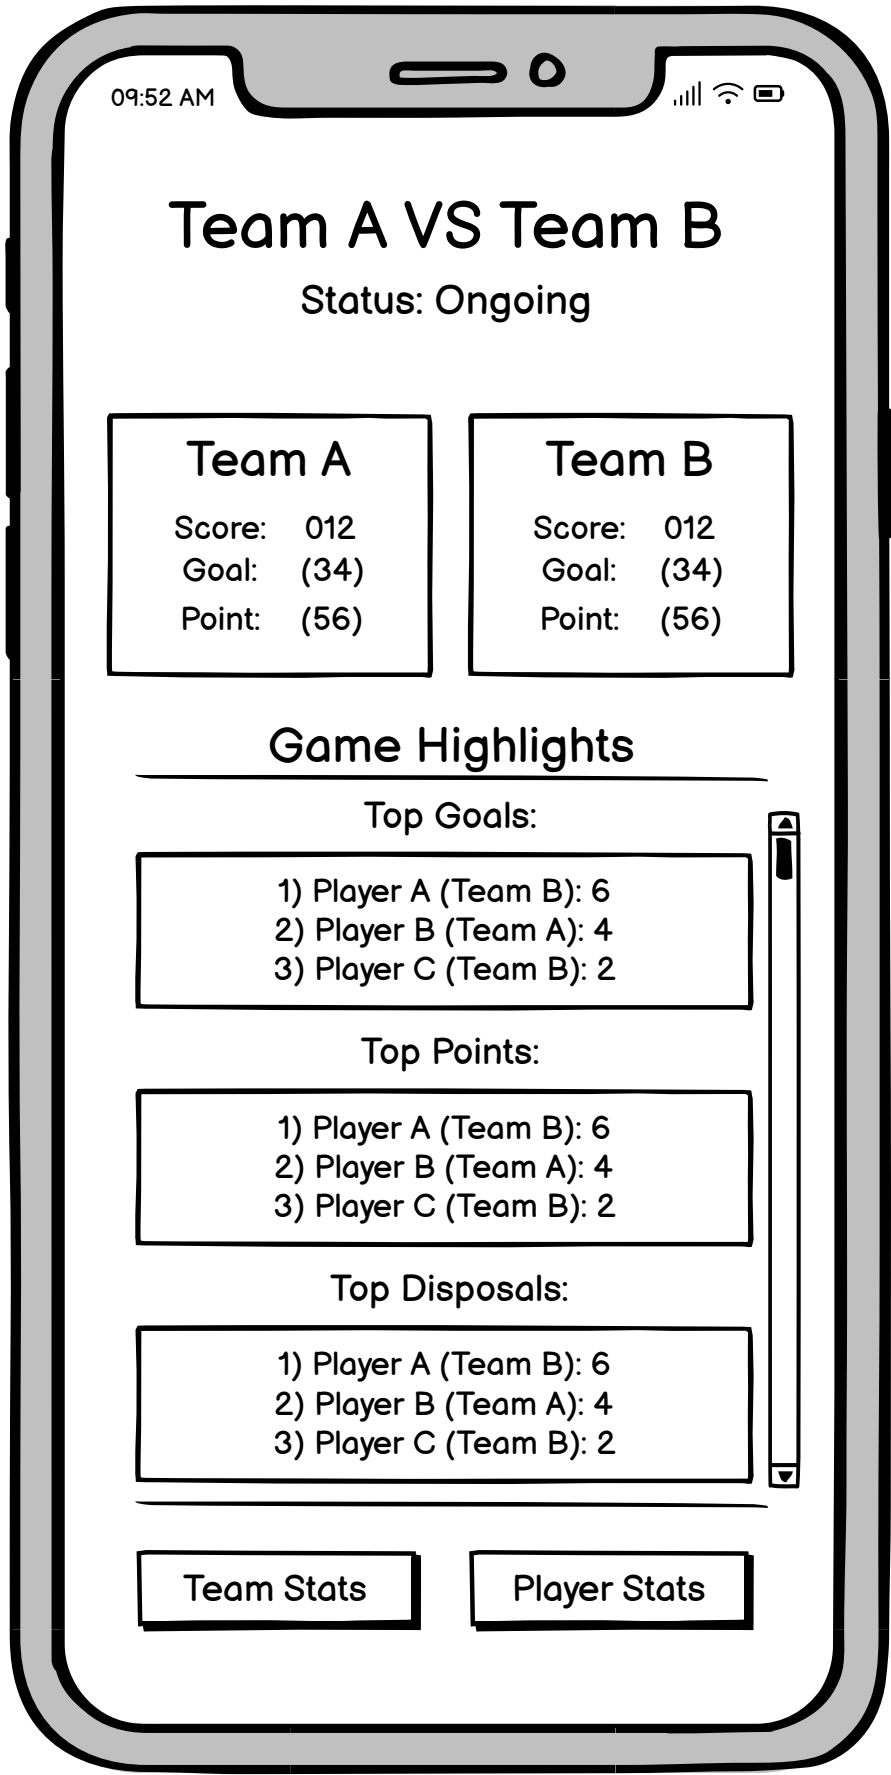 09:52 AM
Team A VS Team B
Status: Ongoing
Team A
Score: 012
Goal: (34)
Point: (56)
Team B
Score: 012
Goal: (34)
Point: (56)
Game Highlights
Top Goals:
1) Player A (Team B): 6
2) Player B (Team A): 4
3) Player C (Team B): 2
Top Points:
1) Player A (Team B): 6
2) Player B (Team A): 4
3) Player C (Team B): 2
Top Disposals:
1) Player A (Team B): 6
2) Player B (Team A): 4
3) Player C (Team B): 2
Team Stats
Player Stats